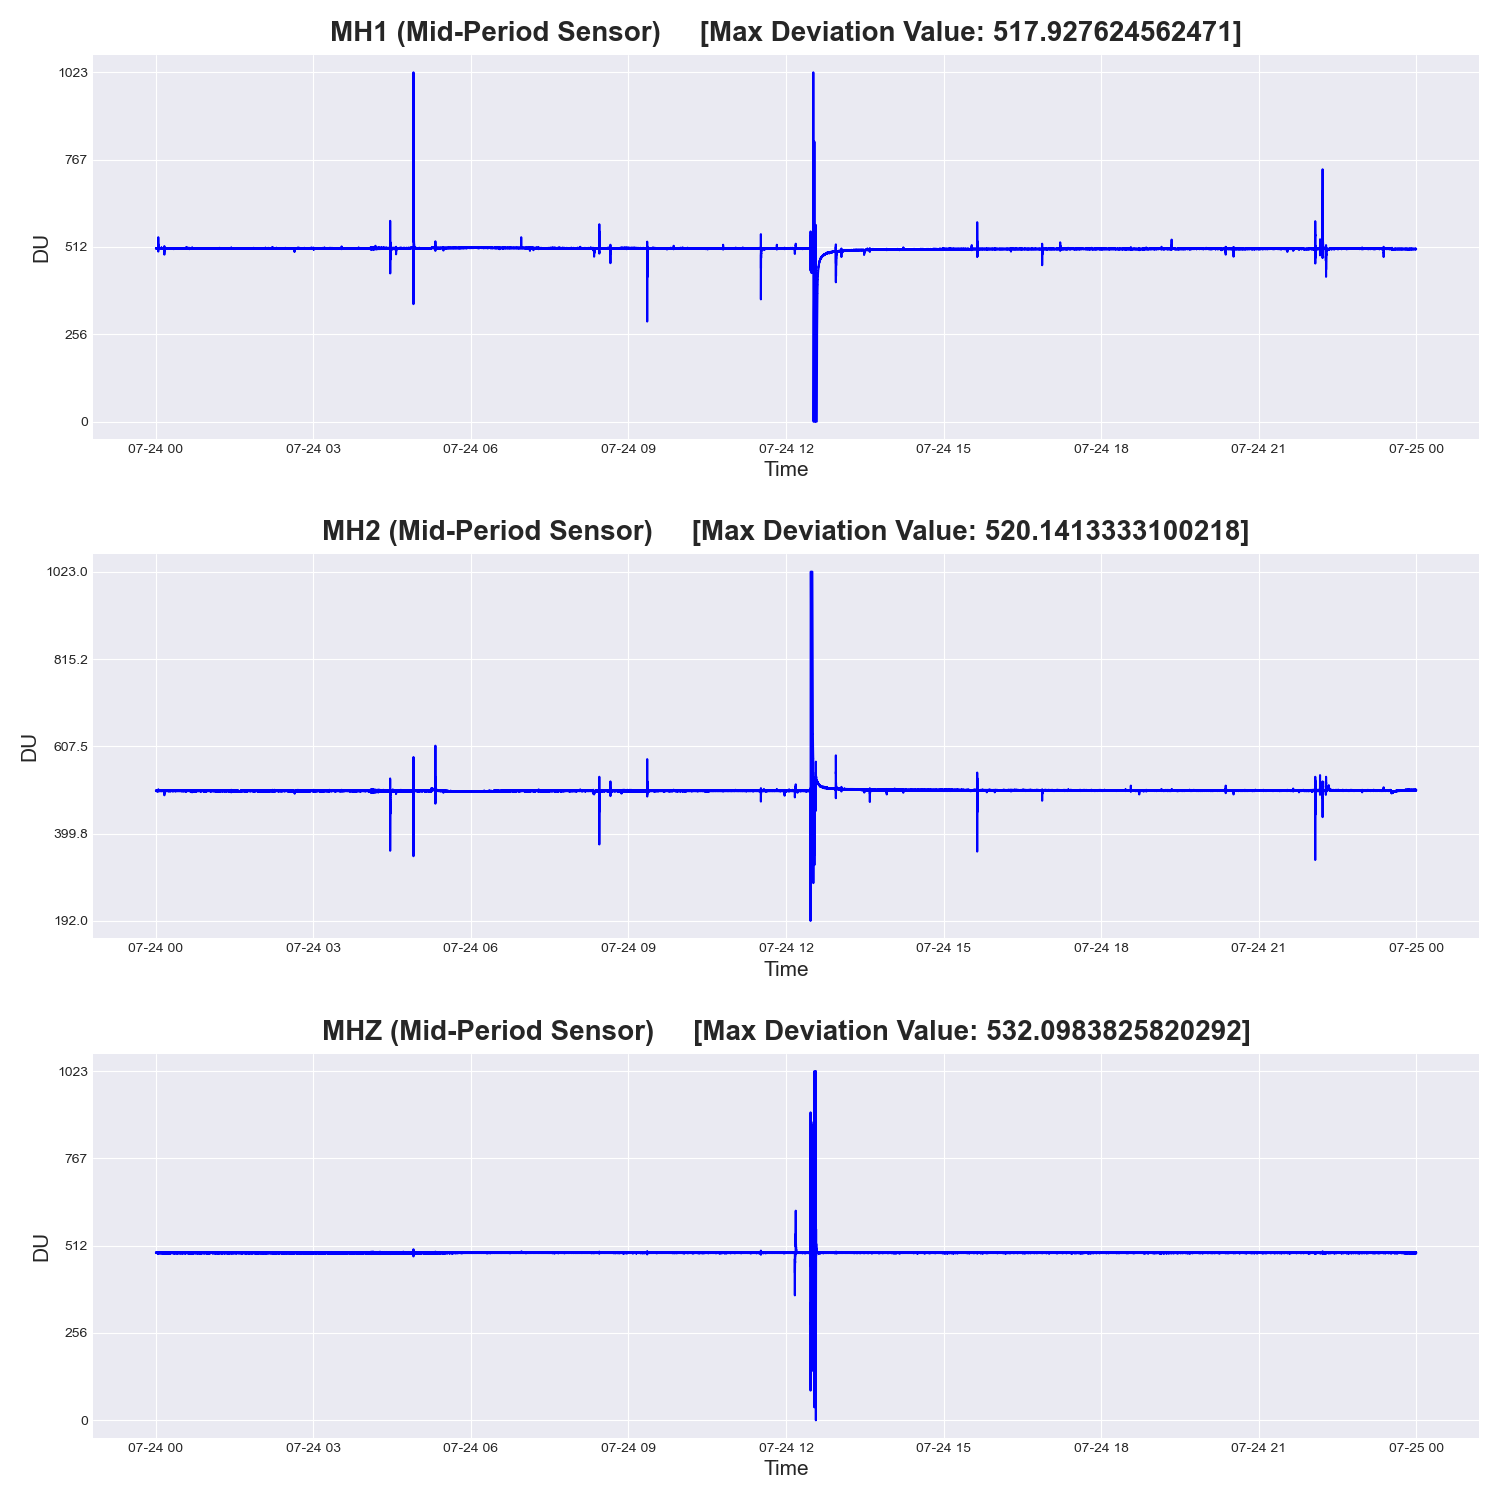 MH1 (Mid-Period Sensor) [Max Deviation Value: 517.927624562471]
1023
767
512
256
0
DU
07-24 00 07-24 03 07-24 06 07-24 09 07-24 12 07-24 15 07-24 18 07-24 21 07-25 00
Time
MH2 (Mid-Period Sensor) [Max Deviation Value: 520.1413333100218]
1023.0
815.2
607.5
399.8
192.0
DU
07-24 00 07-24 03 07-24 06 07-24 09 07-24 12 07-24 15 07-24 18 07-24 21 07-25 00
Time
MHZ (Mid-Period Sensor) [Max Deviation Value: 532.0983825820292]
1023
767
512
256
0
DU
07-24 00 07-24 03 07-24 06 07-24 09 07-24 12 07-24 15 07-24 18 07-24 21 07-25 00
Time